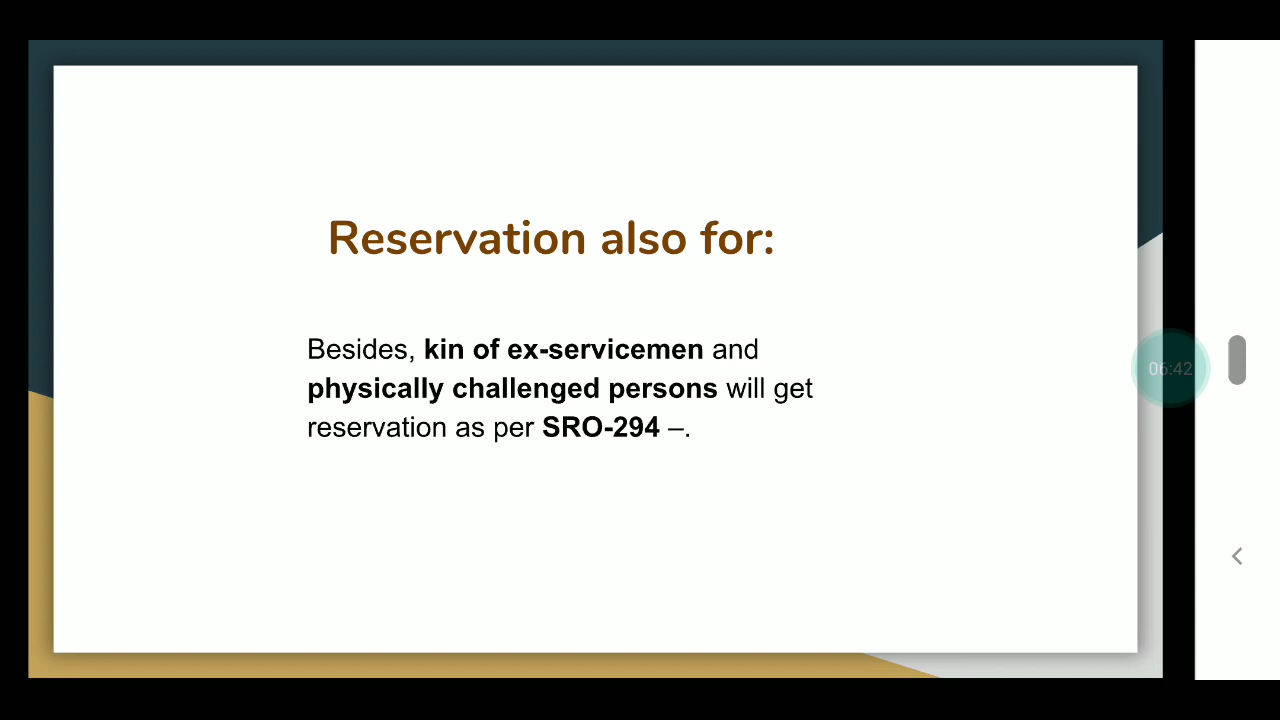 Reservation also for:
Besides, kin of ex-servicemen and
physically challenged persons will get
reservation as per SRO-294 –.
06:42